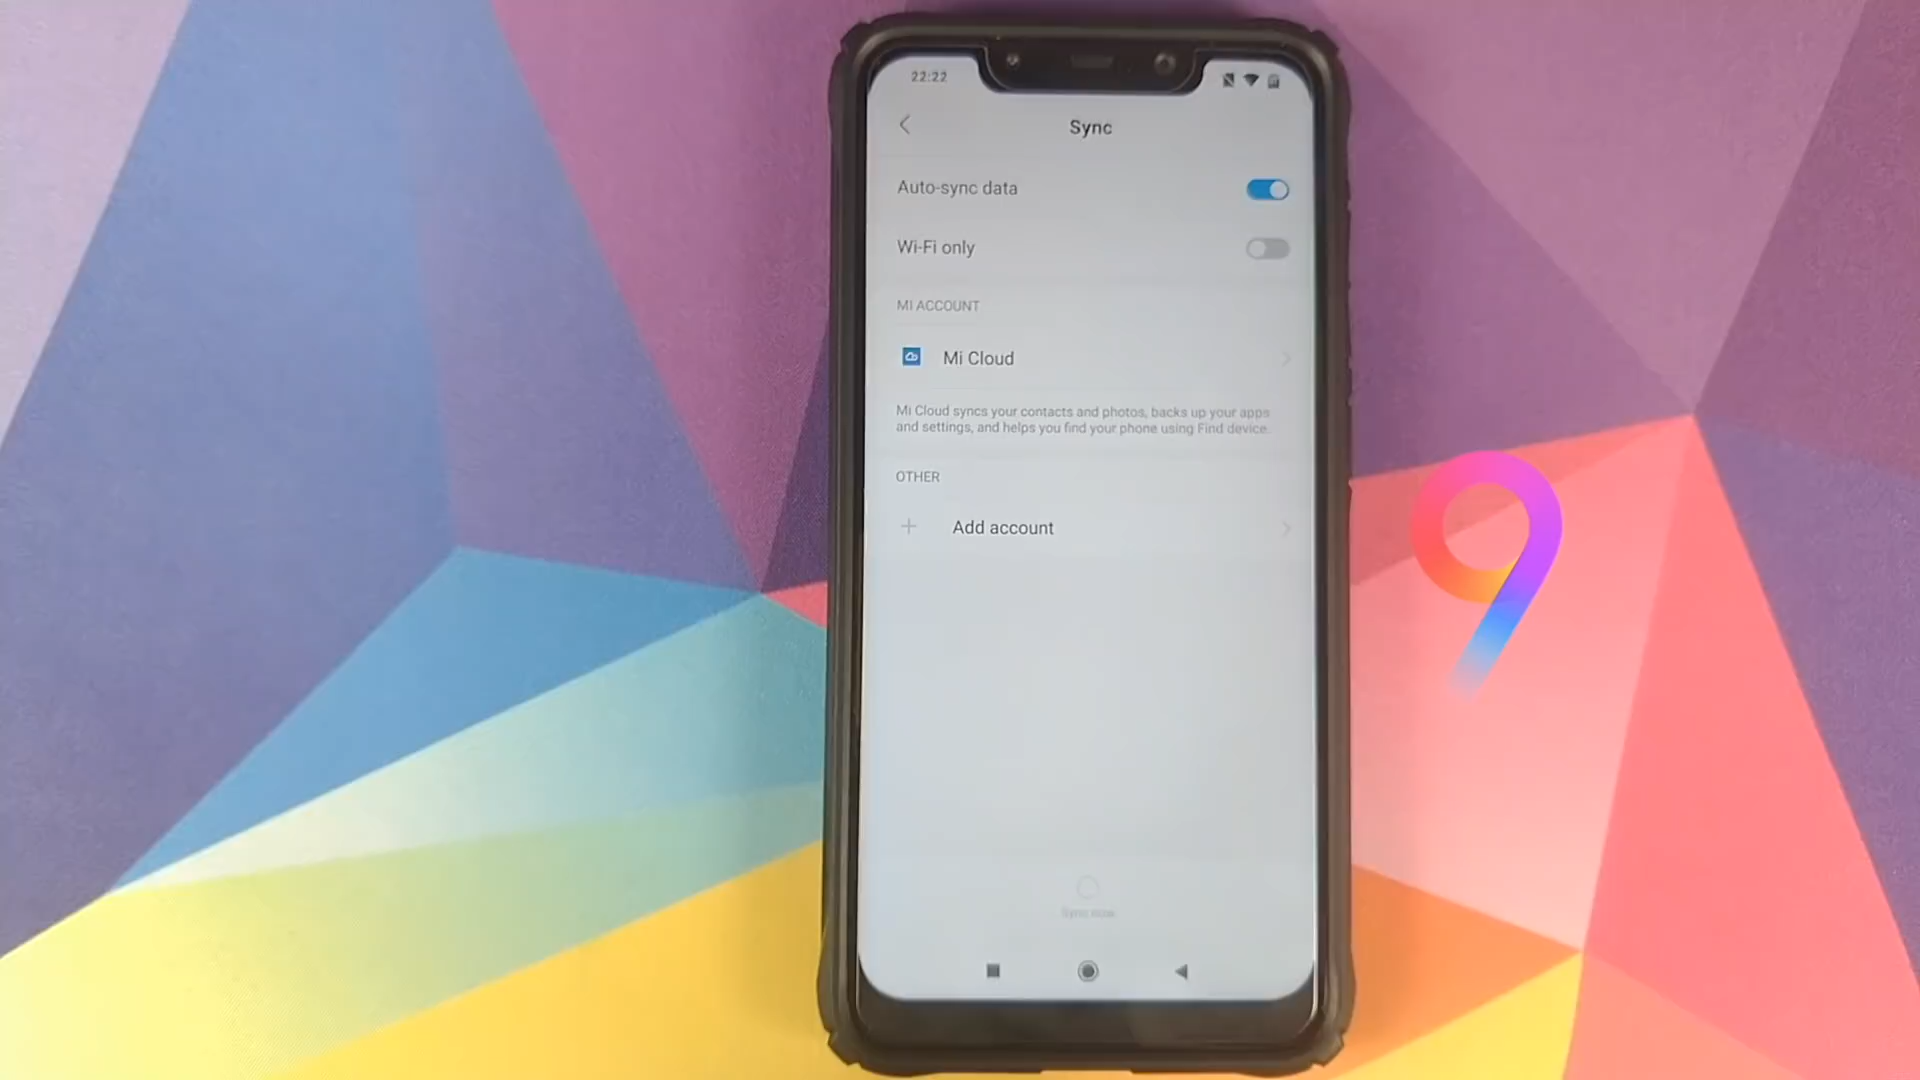 22:22
Sync
Auto-sync data
Wi-Fi only
MI ACCOUNT
Mi Cloud
Mi Cloud syncs your contacts and photos, backs up your apps
and settings, and helps you find your phone using Find device.
OTHER
Add account
Sync now
9